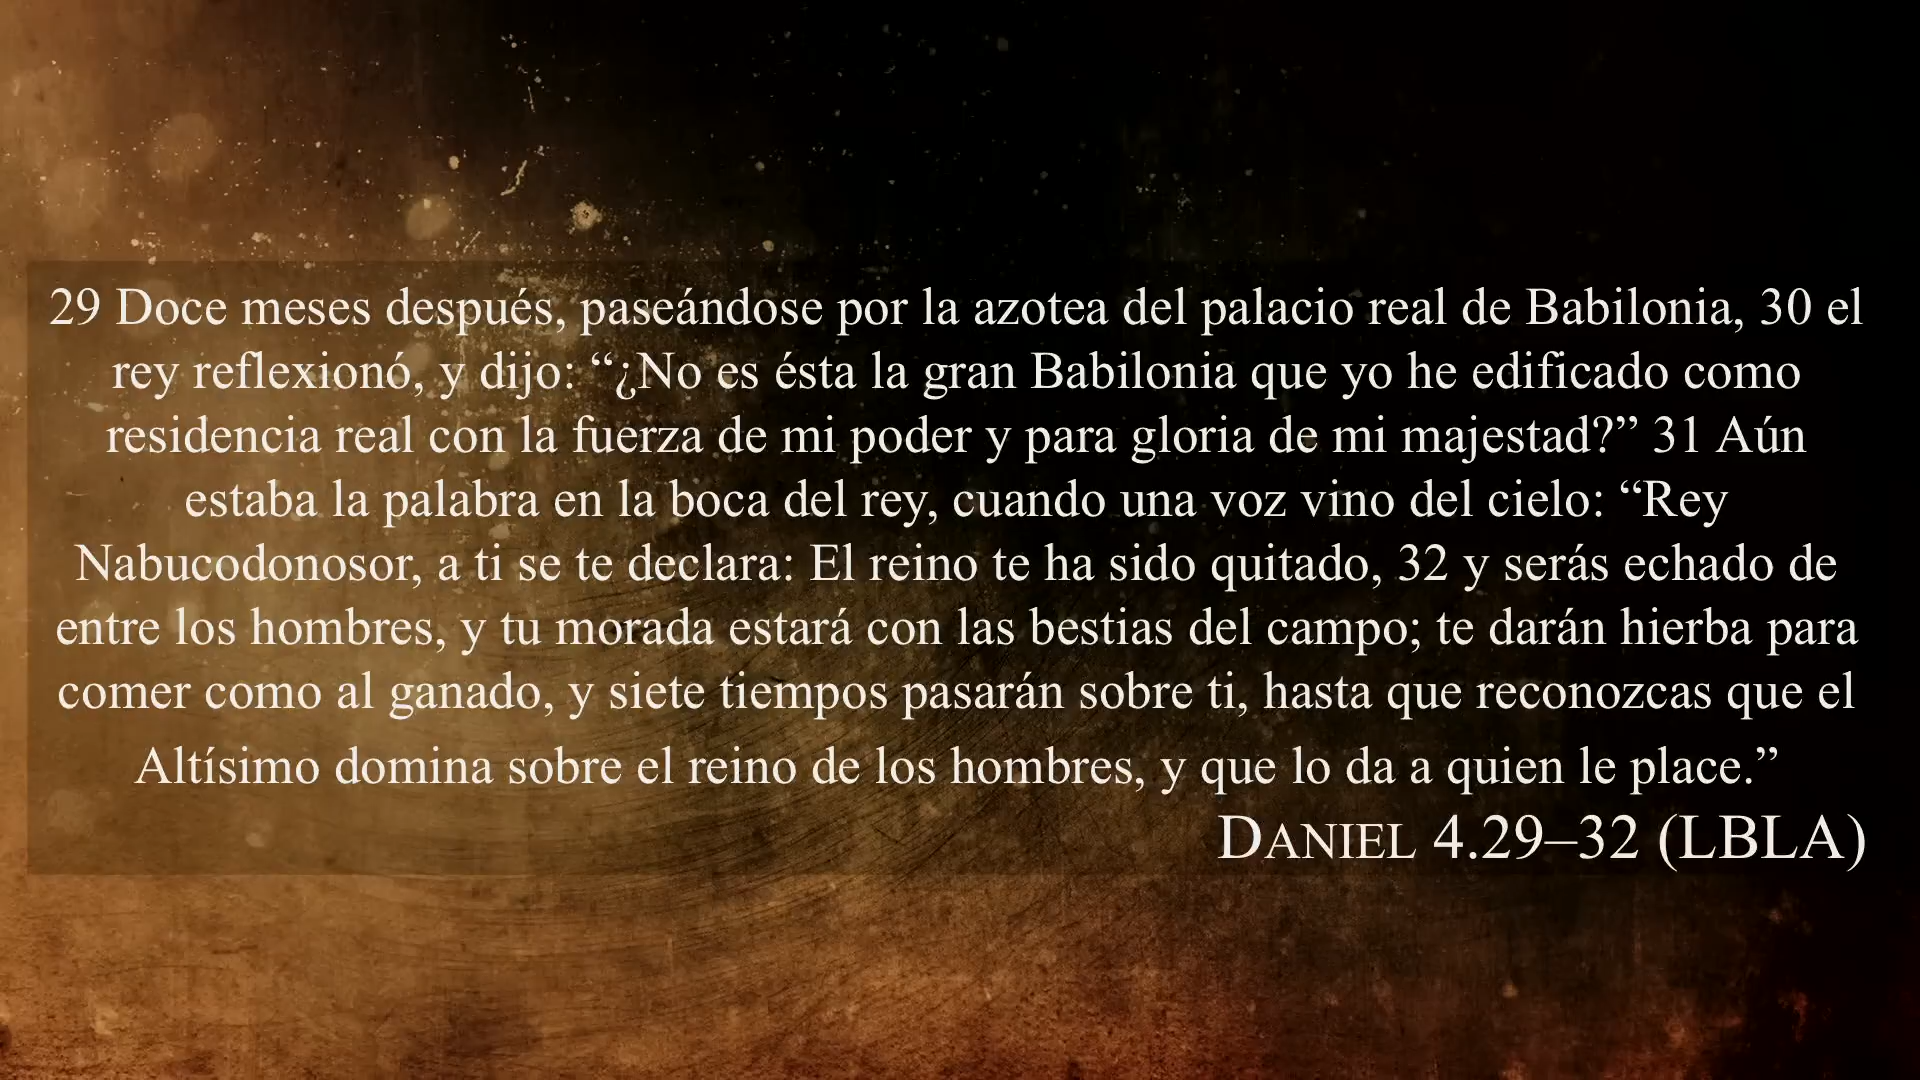 29 Doce meses después, paseándose por la azotea del palacio real de Babilonia, 30 el
rey reflexionó, y dijo: “¿No es ésta la gran Babilonia que yo he edificado como
residencia real con la fuerza de mi poder y para gloria de mi majestad?” 31 Aún
estaba la palabra en la boca del rey, cuando una voz vino del cielo: “Rey
Nabucodonosor, a ti se te declara: El reino te ha sido quitado, 32 y serás echado de
entre los hombres, y tu morada estará con las bestias del campo; te darán hierba para
comer como al ganado, y siete tiempos pasarán sobre ti, hasta que reconozcas que el
Altísimo domina sobre el reino de los hombres, y que lo da a quien le place.”
DANIEL 4.29–32 (LBLA)